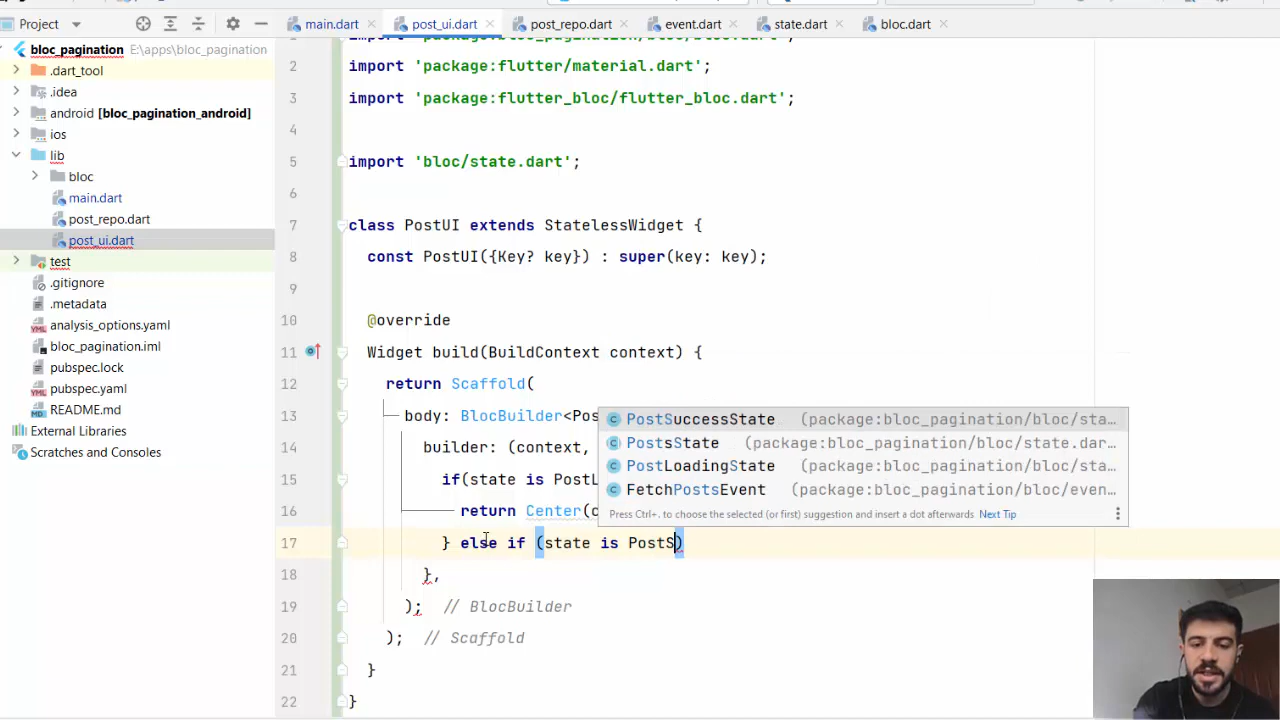 Project
main.dart
post_ui.dart
post_repo.dart
event.dart
state.dart
bloc.dart
bloc_pagination E:\apps\bloc_pagination
.dart_tool
.idea
android [bloc_pagination_android]
ios
lib
bloc
main.dart
post_repo.dart
post_ui.dart
test
.gitignore
.metadata
analysis_options.yaml
bloc_pagination.iml
pubspec.lock
pubspec.yaml
README.md
External Libraries
Scratches and Consoles
2 import 'package:flutter/material.dart';
3 import 'package:flutter_bloc/flutter_bloc.dart';
4
5 import 'bloc/state.dart';
6
7 class PostUI extends StatelessWidget {
8 const PostUI({Key? key}) : super(key: key);
9
10 @override
11 Widget build(BuildContext context) {
12 return Scaffold(
13 body: BlocBuilder<Pos
14 builder: (context,
15 if(state is PostL
16 return Center(c
17 } else if (state is PostS)
18 },
19 ); // BlocBuilder
20 ); // Scaffold
21 }
22 }
PostSuccessState (package:bloc_pagination/bloc/sta…
PostsState (package:bloc_pagination/bloc/state.dar…
PostLoadingState (package:bloc_pagination/bloc/sta…
FetchPostsEvent (package:bloc_pagination/bloc/even…
Press Ctrl+. to choose the selected (or first) suggestion and insert a dot afterwards Next Tip